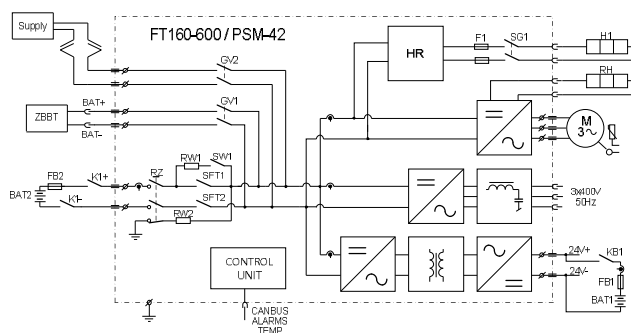 Supply
FT160-600 / PSM-42
GV2
HR
F1
SG1
H1
RH
ZBBT
BAT+
BAT-
GV1
M
3~
RW1
SW1
FB2
K1+
RZ
SFT1
BAT2
K1-
SFT2
RW2
3x400V
50Hz
CONTROL
UNIT
24V+
KB1
24V-
FB1
BAT1
CANBUS
ALARMS
TEMP